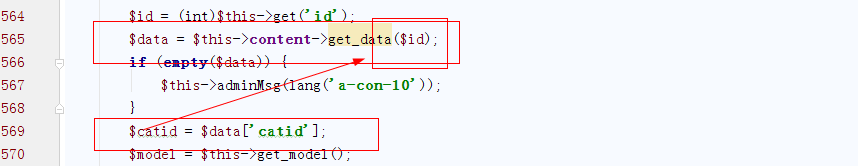 564 $id = (int)$this->get('id');
565 $data = $this->content->get_data($id);
566 if (empty($data)) {
567 $this->adminMsg(lang('a-con-10'));
568 }
569 $catid = $data['catid'];
570 $model = $this->get_model();